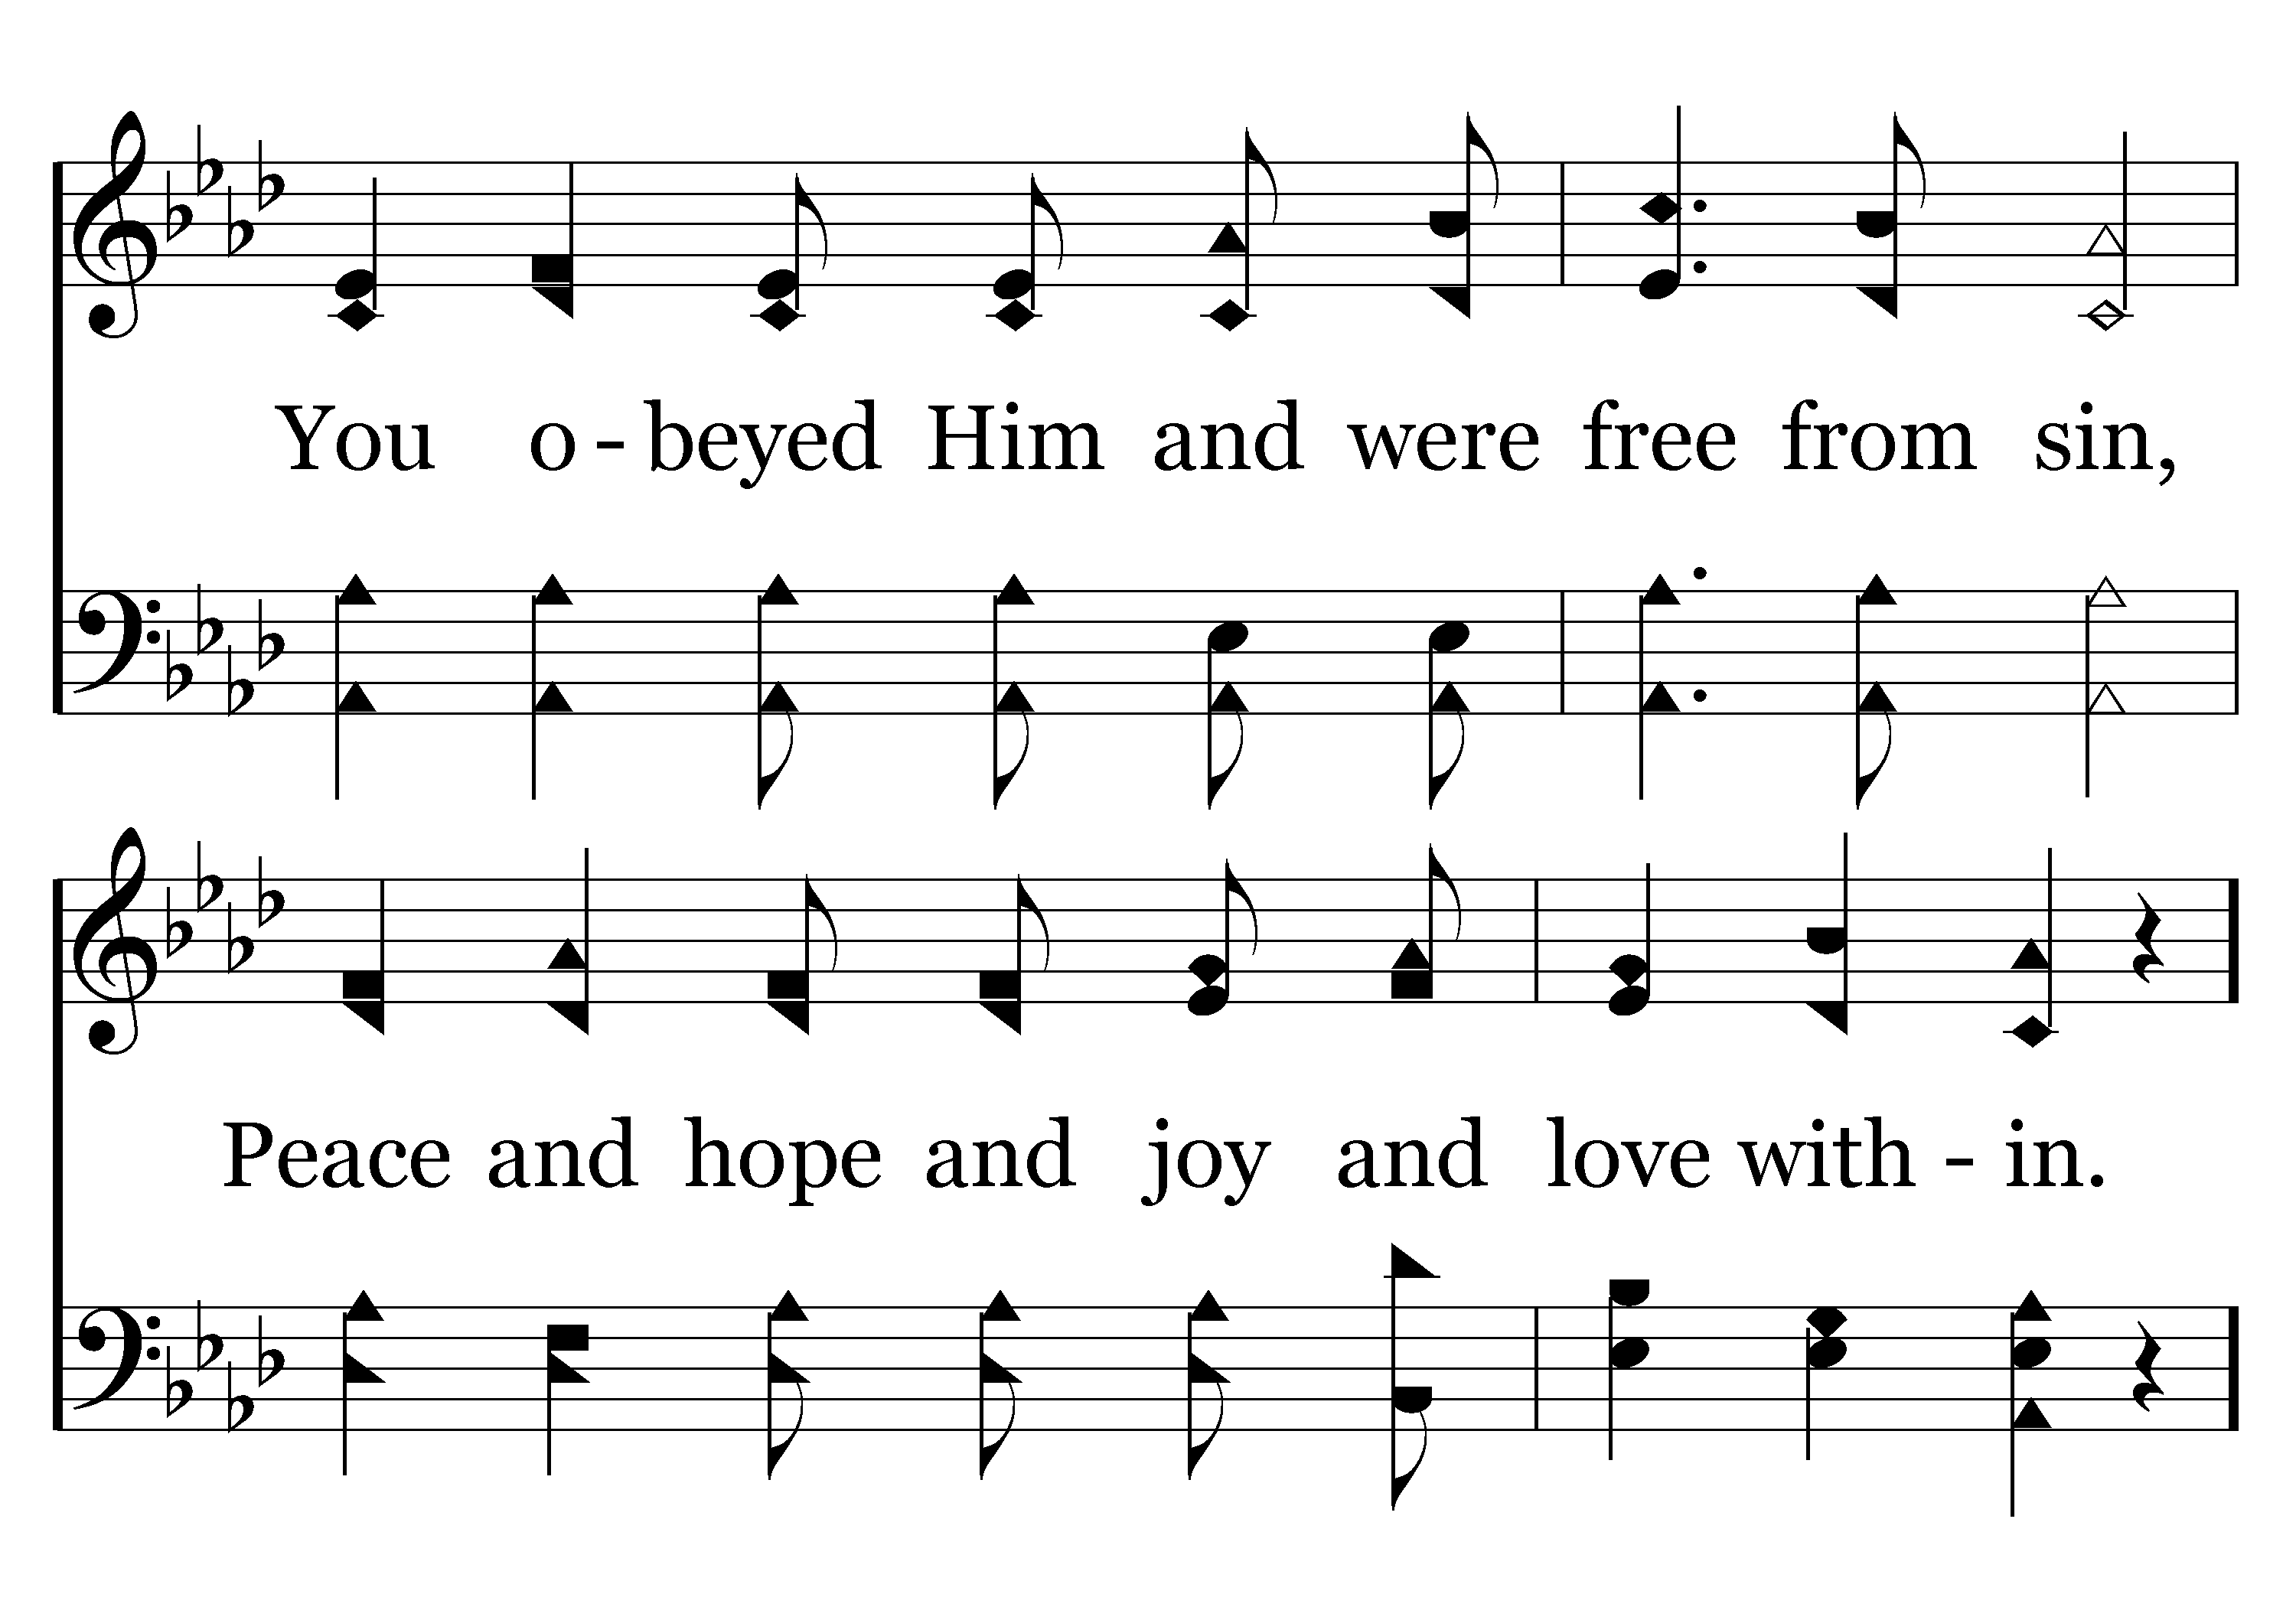 You o - beyed Him and were free from sin,
Peace and hope and joy and love with - in.